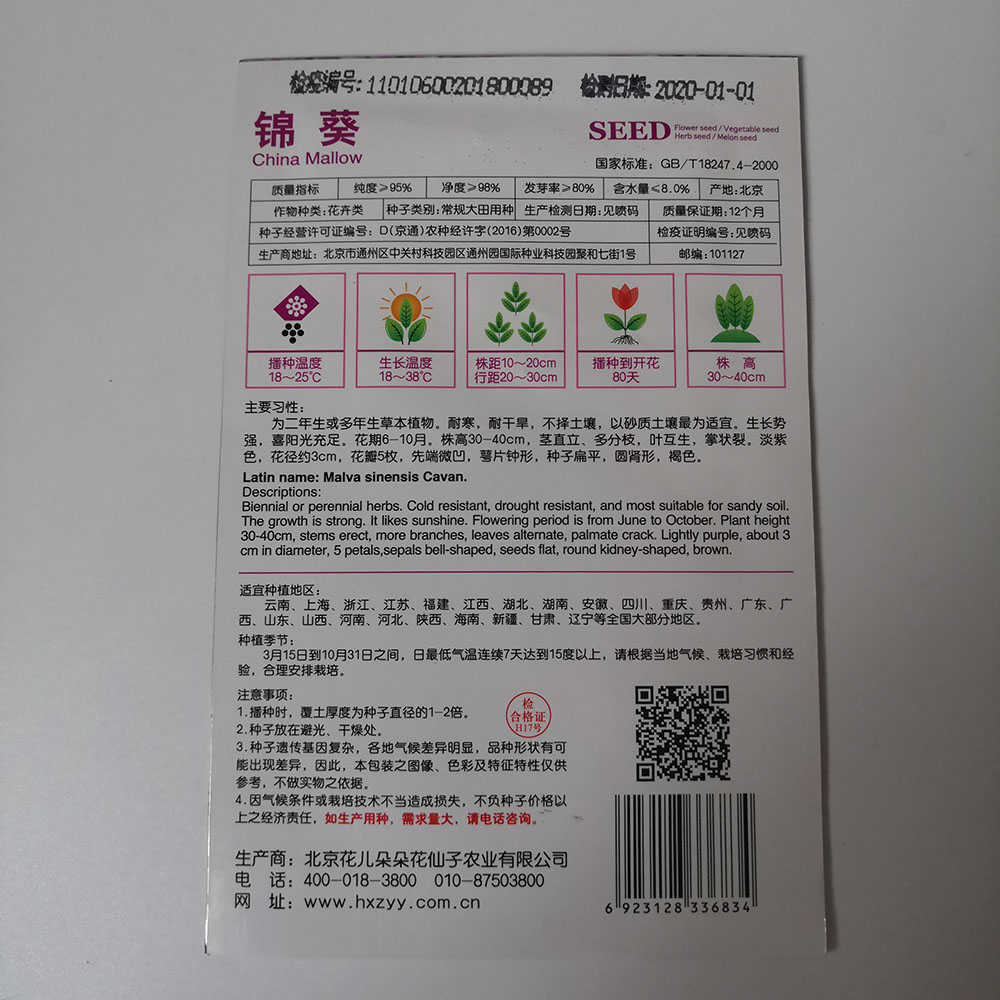 检疫编号:11010600201800089 检测日期:2020-01-01
锦葵
China Mallow
SEED Flower seed / Vegetable seed
Herb seed / Melon seed
国家标准：GB/T18247.4-2000
质量指标 纯度≥95% 净度≥98% 发芽率≥80% 含水量≤8.0% 产地:北京
作物种类:花卉类 种子类别:常规大田用种 生产检测日期:见喷码 质量保证期:12个月
种子经营许可证编号：D(京通)农种经许字(2016)第0002号 检疫证明编号:见喷码
生产商地址：北京市通州区中关村科技园区通州园国际种业科技园聚和七街1号 邮编:101127
播种温度
18～25℃
生长温度
18～38℃
株距10～20cm
行距20～30cm
播种到开花
80天
株 高
30～40cm
主要习性：
为二年生或多年生草本植物。耐寒，耐干旱，不择土壤，以砂质土壤最为适宜。生长势
强，喜阳光充足。花期6-10月。株高30-40cm，茎直立、多分枝，叶互生，掌状裂。淡紫
色，花径约3cm，花瓣5枚，先端微凹，萼片钟形，种子扁平，圆肾形，褐色。
Latin name: Malva sinensis Cavan.
Descriptions:
Biennial or perennial herbs. Cold resistant, drought resistant, and most suitable for sandy soil.
The growth is strong. It likes sunshine. Flowering period is from June to October. Plant height
30-40cm, stems erect, more branches, leaves alternate, palmate crack. Lightly purple, about 3
cm in diameter, 5 petals,sepals bell-shaped, seeds flat, round kidney-shaped, brown.
适宜种植地区：
云南、上海、浙江、江苏、福建、江西、湖北、湖南、安徽、四川、重庆、贵州、广东、广
西、山东、山西、河南、河北、陕西、海南、新疆、甘肃、辽宁等全国大部分地区。
种植季节：
3月15日到10月31日之间，日最低气温连续7天达到15度以上，请根据当地气候、栽培习惯和经
验，合理安排栽培。
注意事项：
1.播种时，覆土厚度为种子直径的1-2倍。
2.种子放在避光、干燥处。
3.种子遗传基因复杂，各地气候差异明显，品种形状有可
能出现差异，因此，本包装之图像、色彩及特征特性仅供
参考，不做实物之依据。
4.因气候条件或栽培技术不当造成损失，不负种子价格以
上之经济责任，如生产用种，需求量大，请电话咨询。
检
合格证
H17号
生产商：北京花儿朵朵花仙子农业有限公司
电 话：400-018-3800 010-87503800
网 址：www.hxzyy.com.cn
6 923128 336834